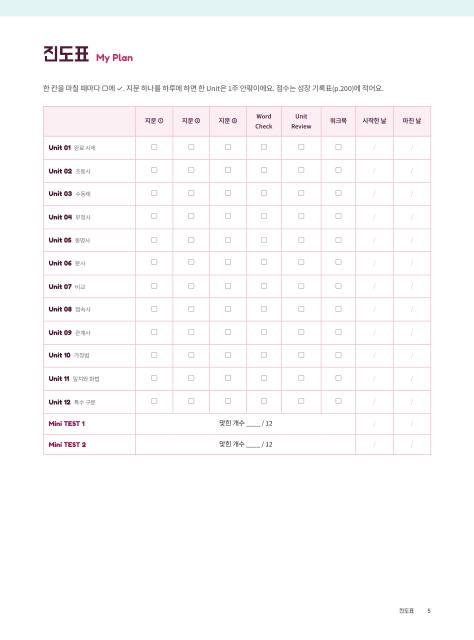 진도표 My Plan
한 칸을 마칠 때마다 ▢에 ✓. 지문 하나를 하루에 하면 한 Unit은 1주 안팎이에요. 점수는 성장 기록표(p.200)에 적어요.
지문 ① 지문 ② 지문 ③ Word Check Unit Review 워크북 시작한 날 마친 날
Unit 01 완료 시제 ▢ ▢ ▢ ▢ ▢ ▢ / /
Unit 02 조동사 ▢ ▢ ▢ ▢ ▢ ▢ / /
Unit 03 수동태 ▢ ▢ ▢ ▢ ▢ ▢ / /
Unit 04 부정사 ▢ ▢ ▢ ▢ ▢ ▢ / /
Unit 05 동명사 ▢ ▢ ▢ ▢ ▢ ▢ / /
Unit 06 분사 ▢ ▢ ▢ ▢ ▢ ▢ / /
Unit 07 비교 ▢ ▢ ▢ ▢ ▢ ▢ / /
Unit 08 접속사 ▢ ▢ ▢ ▢ ▢ ▢ / /
Unit 09 관계사 ▢ ▢ ▢ ▢ ▢ ▢ / /
Unit 10 가정법 ▢ ▢ ▢ ▢ ▢ ▢ / /
Unit 11 일치와 화법 ▢ ▢ ▢ ▢ ▢ ▢ / /
Unit 12 특수 구문 ▢ ▢ ▢ ▢ ▢ ▢ / /
Mini TEST 1 맞힌 개수 ____ / 12 / /
Mini TEST 2 맞힌 개수 ____ / 12 / /
진도표 5